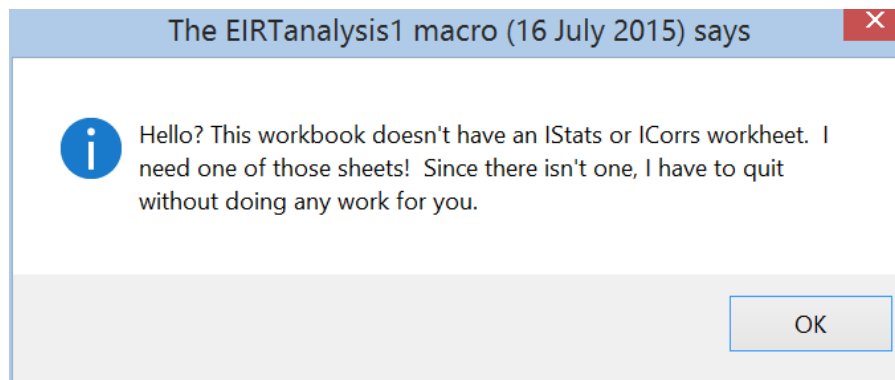 The EIRTanalysis1 macro (16 July 2015) says
Hello? This workbook doesn't have an IStats or ICorrs workheet.  I
need one of those sheets!  Since there isn't one, I have to quit
without doing any work for you.
OK